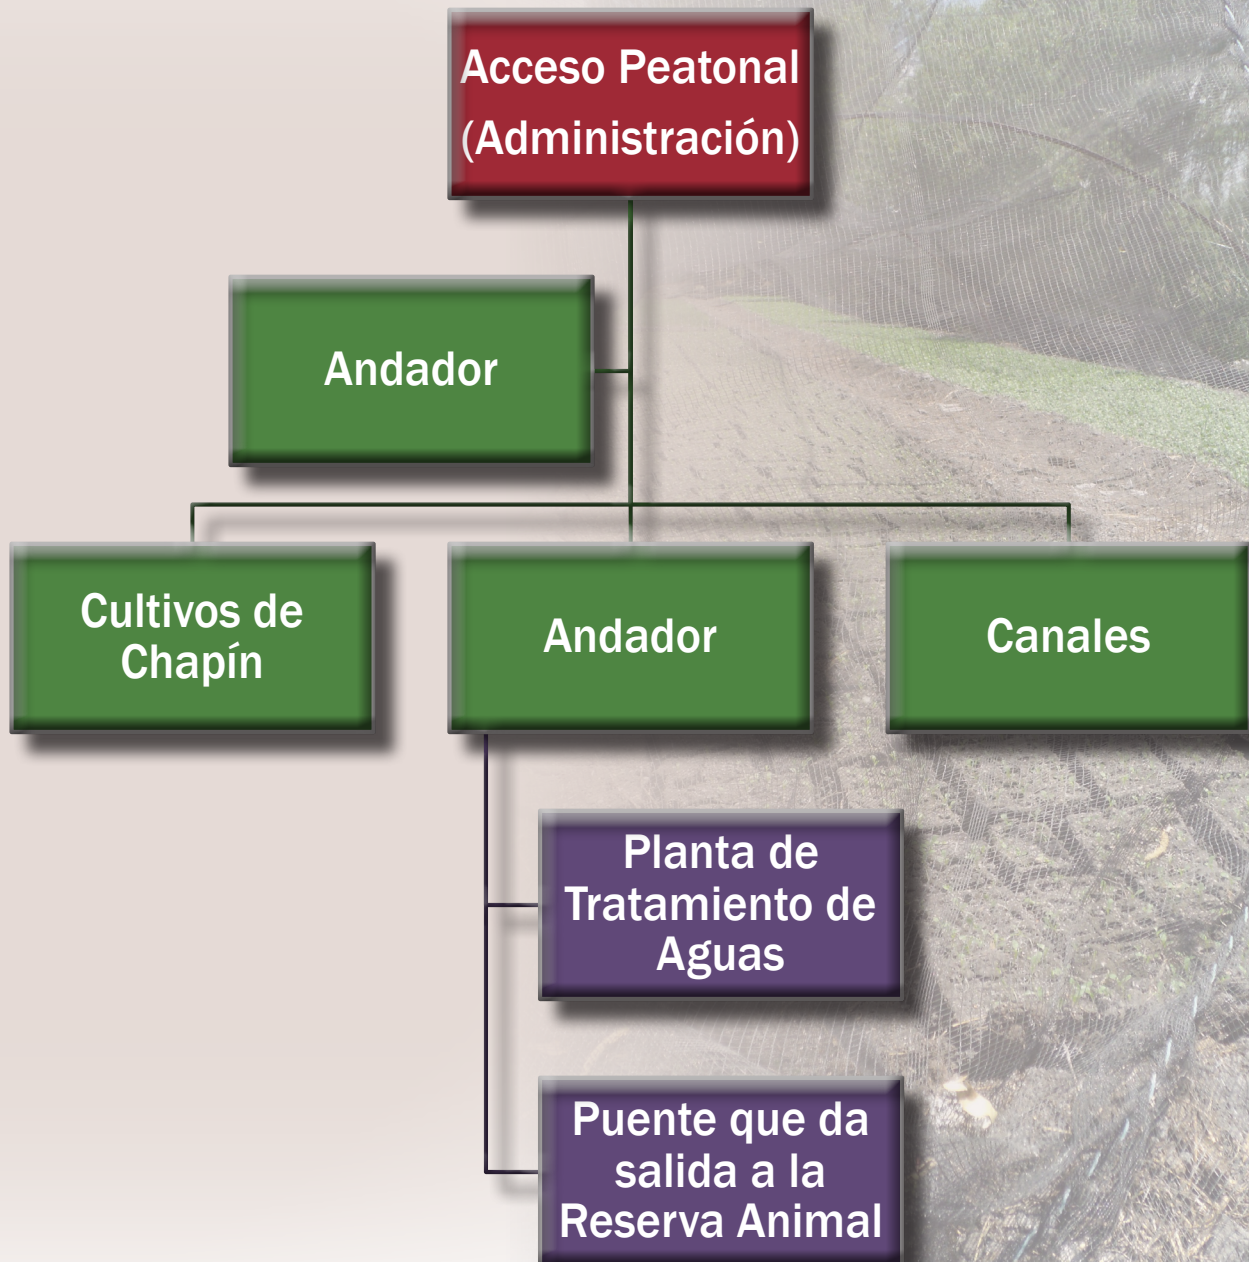 Acceso Peatonal
(Administración)
Andador
Cultivos de
Chapín
Andador
Canales
Planta de
Tratamiento de
Aguas
Puente que da
salida a la
Reserva Animal